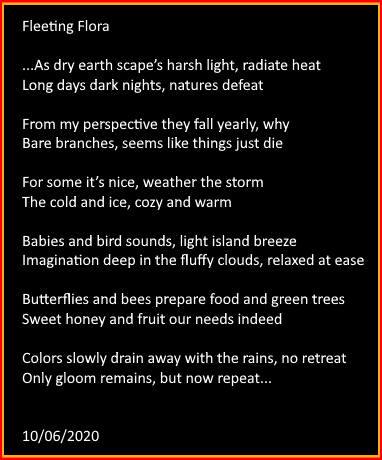 Fleeting Flora
...As dry earth scape's harsh light, radiate heat
Long days dark nights, natures defeat
From my perspective they fall yearly, why
Bare branches, seems like things just die
For some it's nice, weather the storm
The cold and ice, cozy and warm
Babies and bird sounds, light island breeze
Imagination deep in the fluffy clouds, relaxed at ease
Butterflies and bees prepare food and green trees
Sweet honey and fruit our needs indeed
Colors slowly drain away with the rains, no retreat
Only gloom remains, but now repeat...
10/06/2020